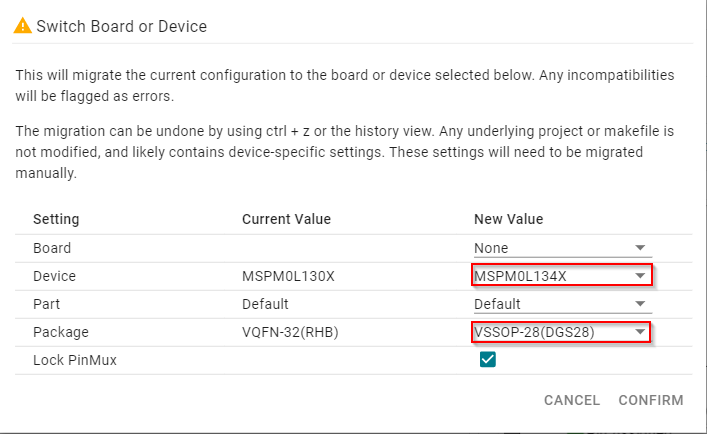 Switch Board or Device
This will migrate the current configuration to the board or device selected below. Any incompatibilities
will be flagged as errors.
The migration can be undone by using ctrl + z or the history view. Any underlying project or makefile is
not modified, and likely contains device-specific settings. These settings will need to be migrated
manually.
Setting Current Value New Value
Board None
Device MSPM0L130X MSPM0L134X
Part Default Default
Package VQFN-32(RHB) VSSOP-28(DGS28)
Lock PinMux
CANCEL CONFIRM